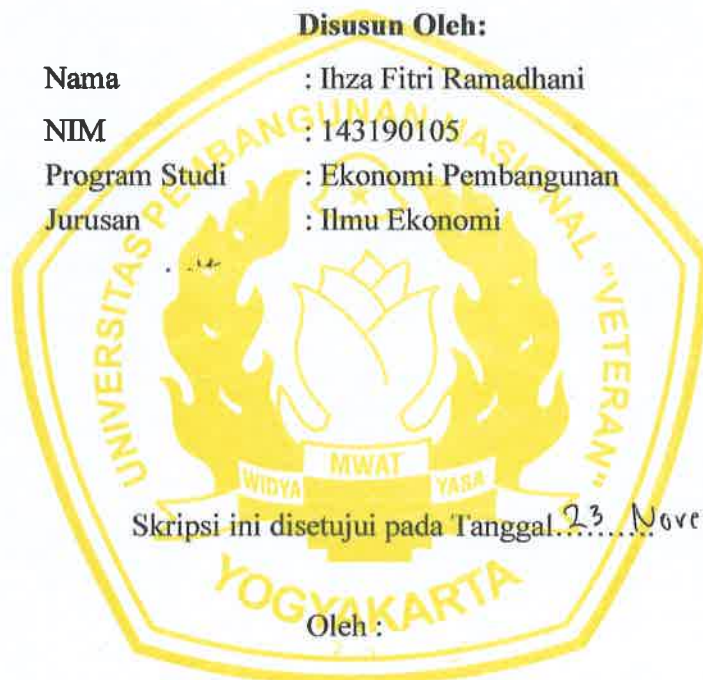 Disusun Oleh:
Nama : Ihza Fitri Ramadhani
NIM : 143190105
Program Studi : Ekonomi Pembangunan
Jurusan : Ilmu Ekonomi
UNIVERSITAS PEMBANGUNAN NASIONAL "VETERAN"
WIDYA MWAT YASA
Skripsi ini disetujui pada Tanggal 23 Nove
YOGYAKARTA
Oleh :